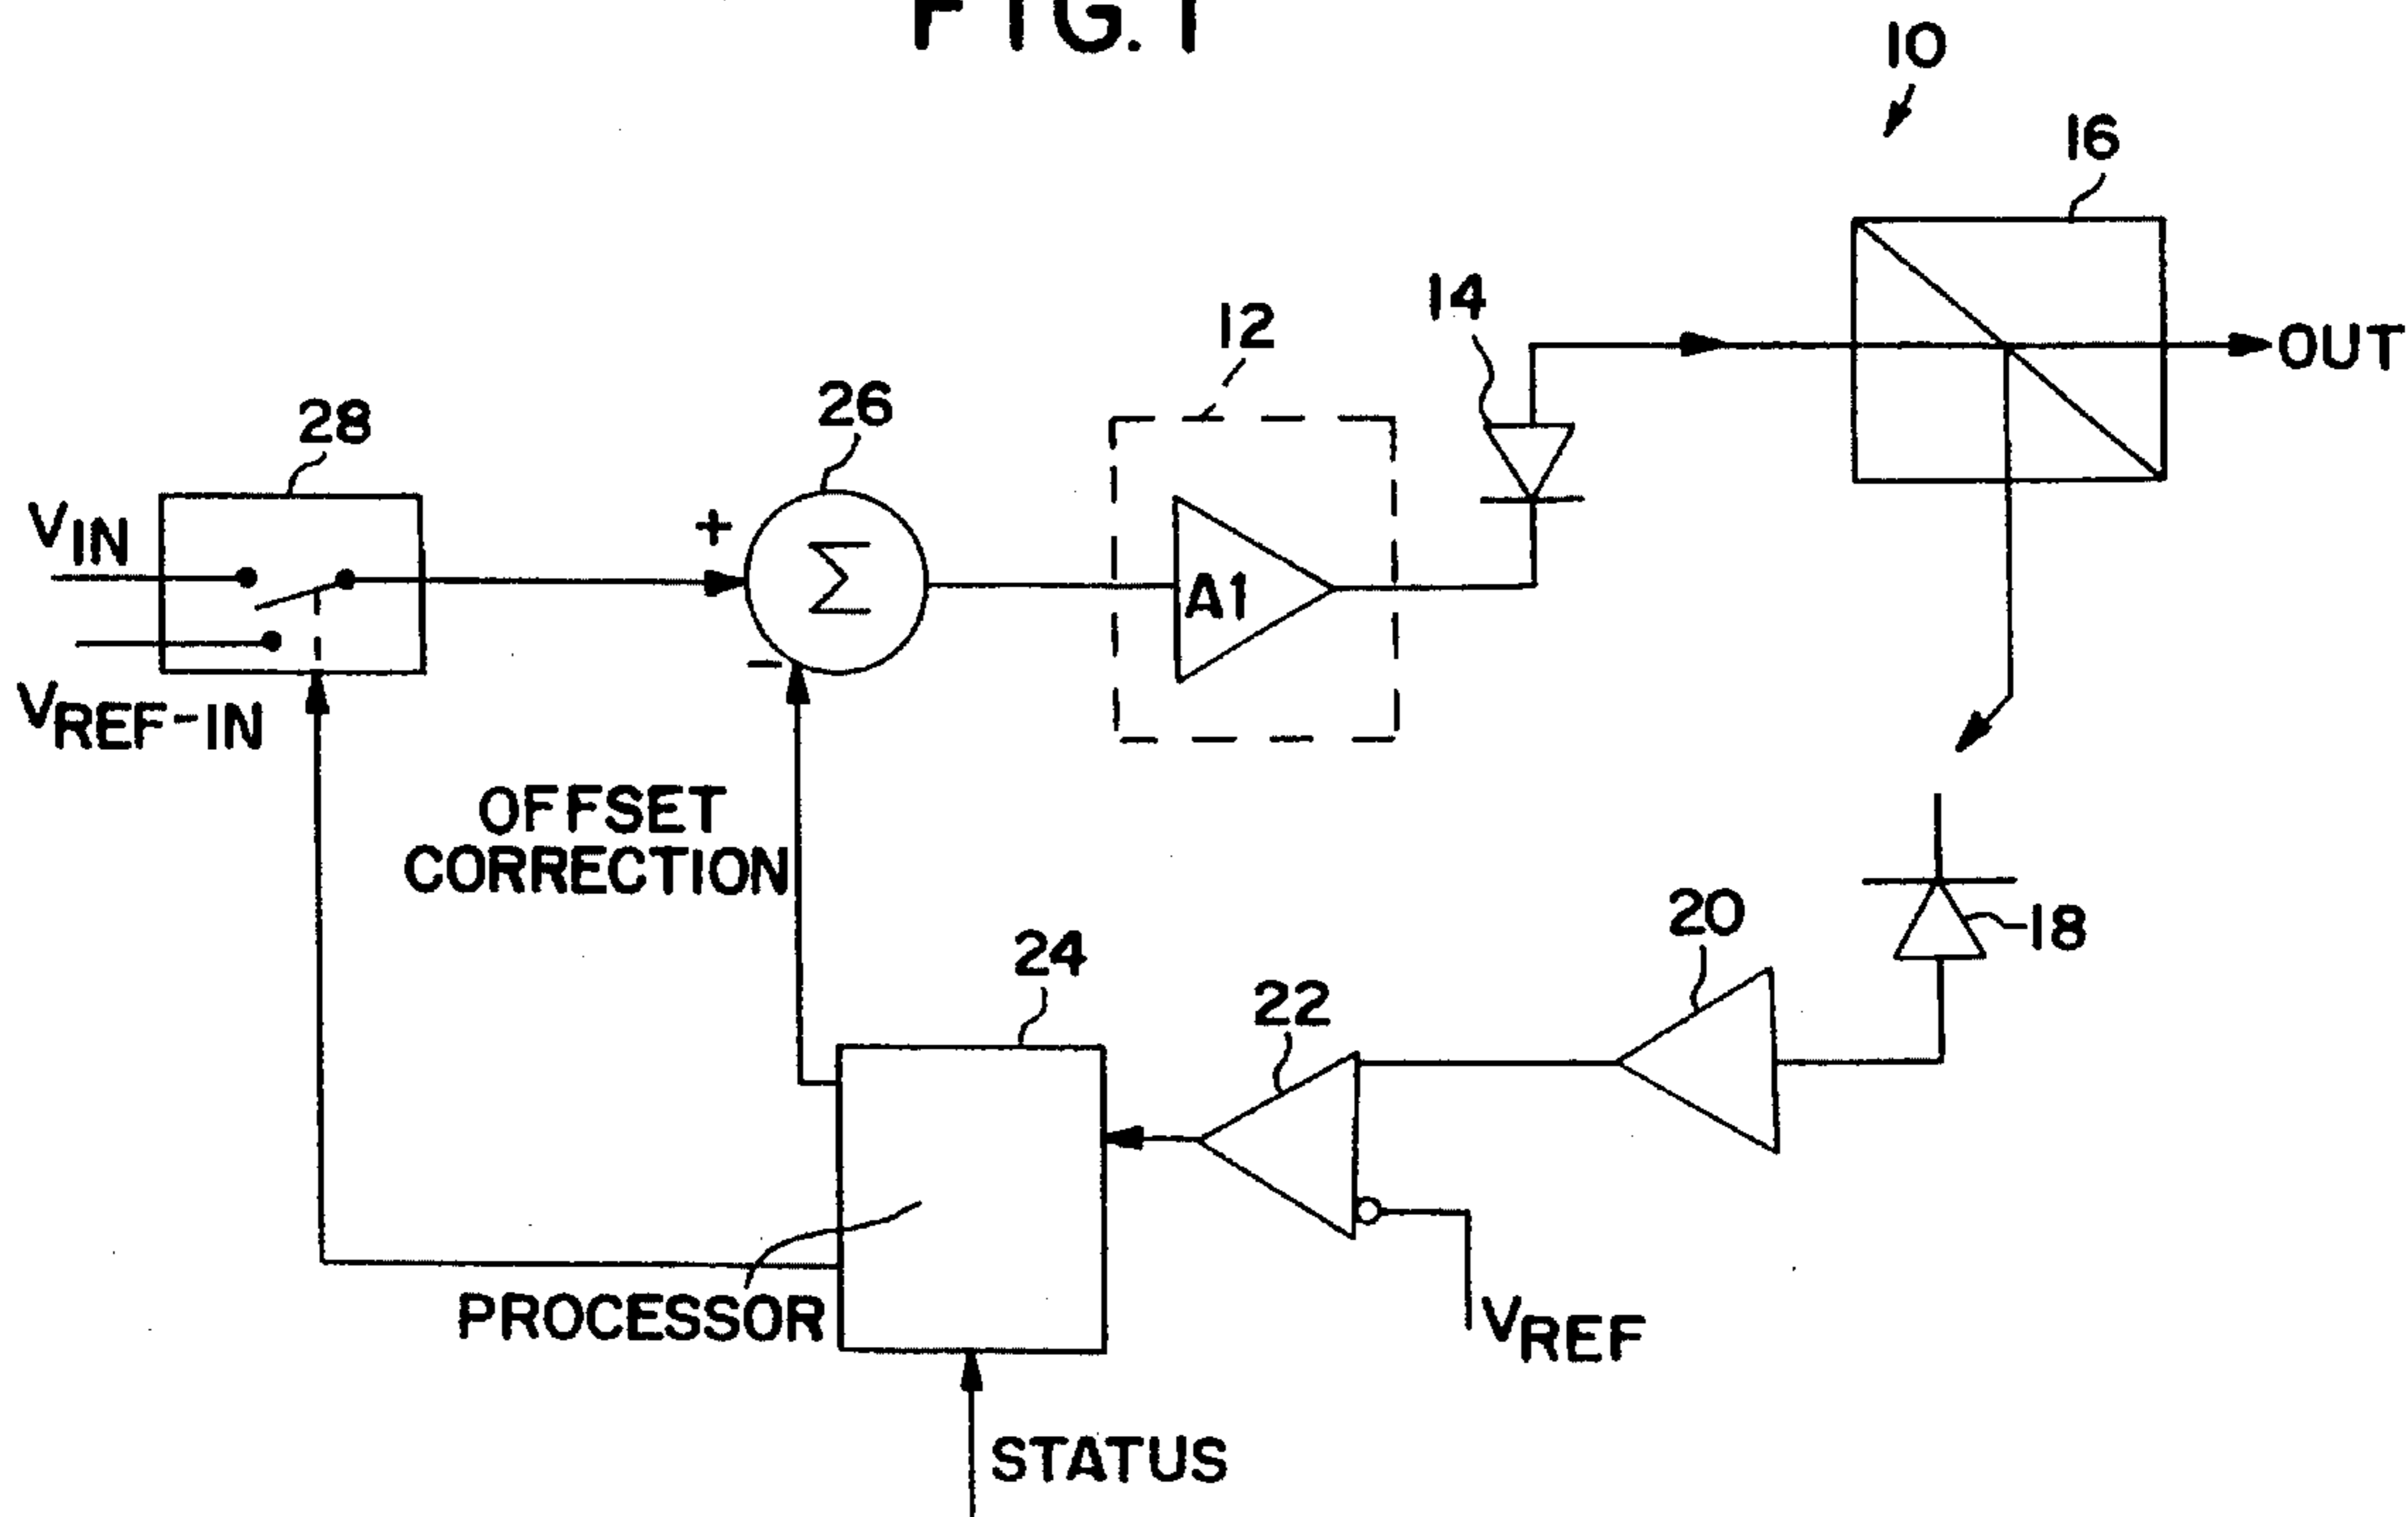 FIG. 1
10
16
14
OUT
12
26
28
VIN
+
Σ
A1
-
VREF-IN
OFFSET
CORRECTION
20
18
24
22
PROCESSOR
VREF
STATUS